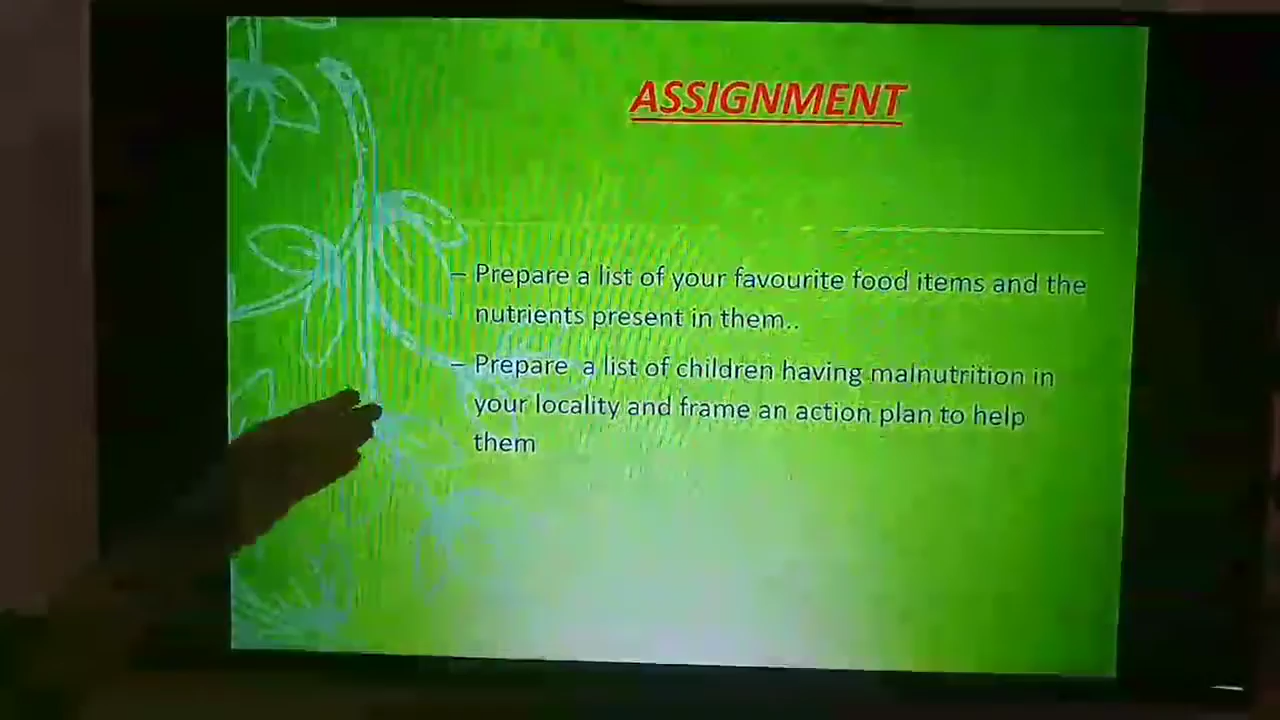 ASSIGNMENT
– Prepare a list of your favourite food items and the
nutrients present in them..
– Prepare a list of children having malnutrition in
your locality and frame an action plan to help
them